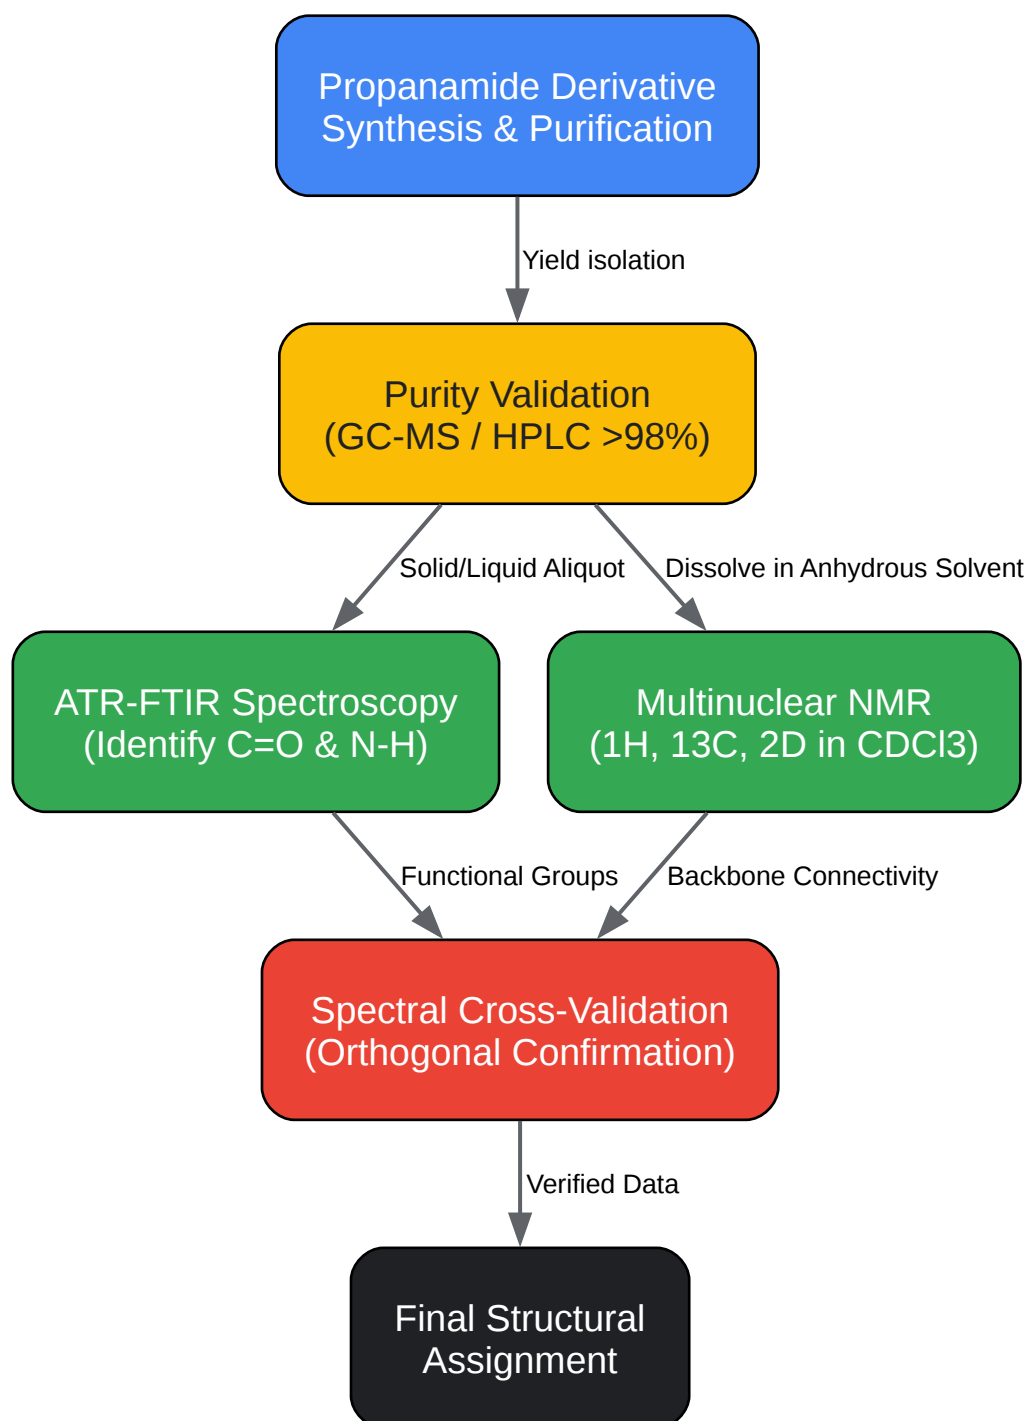 Propanamide Derivative
Synthesis & Purification
Yield isolation
Purity Validation
(GC-MS / HPLC >98%)
Solid/Liquid Aliquot
Dissolve in Anhydrous Solvent
ATR-FTIR Spectroscopy
(Identify C=O & N-H)
Multinuclear NMR
(1H, 13C, 2D in CDCl3)
Functional Groups
Backbone Connectivity
Spectral Cross-Validation
(Orthogonal Confirmation)
Verified Data
Final Structural
Assignment